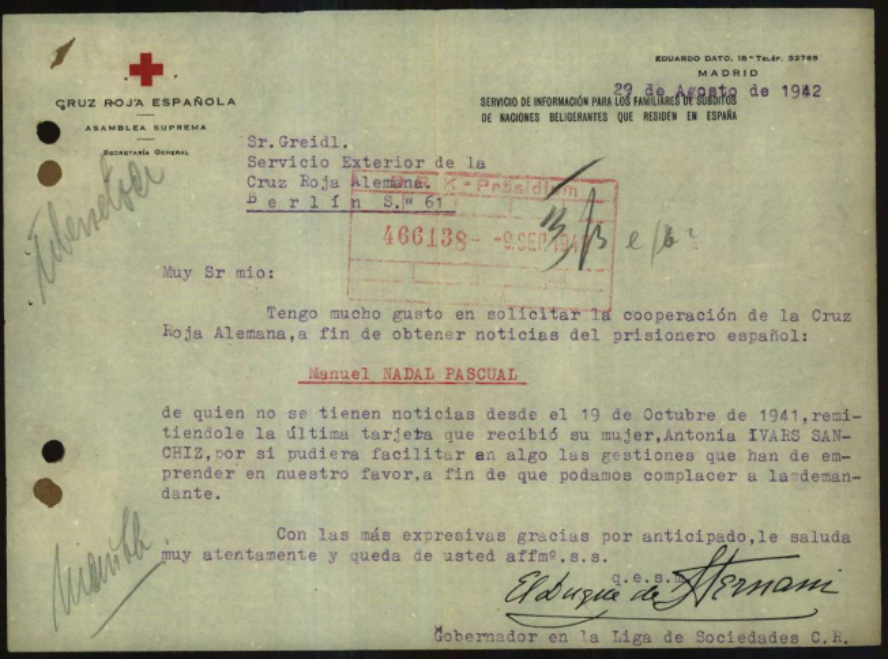 EDUARDO DATO, 18 - TELÉF. 32766
MADRID
CRUZ ROJA ESPAÑOLA
ASAMBLEA SUPREMA
SECRETARÍA GENERAL
29 de Agosto de 1942
SERVICIO DE INFORMACIÓN PARA LOS FAMILIARES DE SUBDITOS
DE NACIONES BELIGERANTES QUE RESIDEN EN ESPAÑA
Sr. Greidl.
Servicio Exterior de la
Cruz Roja Alemana.
Berlín S.W 61
D.R.K-Präsidium
466138- -9.SEP.194
Muy Sr mio:
Tengo mucho gusto en solicitar la cooperación de la Cruz
Roja Alemana,a fin de obtener noticias del prisionero español:
Manuel NADAL PASCUAL
de quien no se tienen noticias desde el 19 de Octubre de 1941,remi-
tiendole la última tarjeta que recibió su mujer,Antonia IVARS SAN-
CHIZ,por si pudiera facilitar en algo las gestiones que han de em-
prender en nuestro favor,a fin de que podamos complacer a la deman-
dante.
Con las más expresivas gracias por anticipado,le saluda
muy atentamente y queda de usted affmº.s.s.
q.e.s.m.
El Duque de Hernani
Gobernador en la Liga de Sociedades C.R.